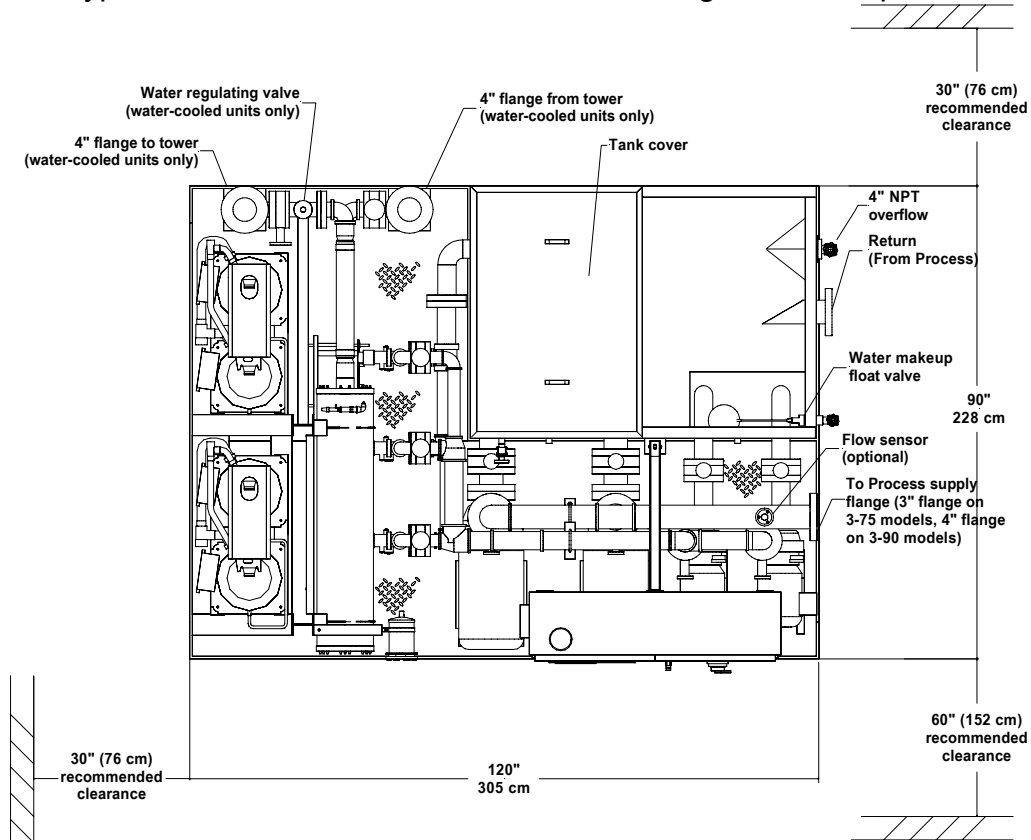 30" (76 cm)
recommended
clearance
Water regulating valve
(water-cooled units only)
4" flange from tower
(water-cooled units only)
4" flange to tower
(water-cooled units only)
Tank cover
4" NPT
overflow
Return
(From Process)
Water makeup
float valve
90"
228 cm
Flow sensor
(optional)
To Process supply
flange (3" flange on
3-75 models, 4" flange
on 3-90 models)
60" (152 cm)
recommended
clearance
30" (76 cm)
recommended
clearance
120"
305 cm